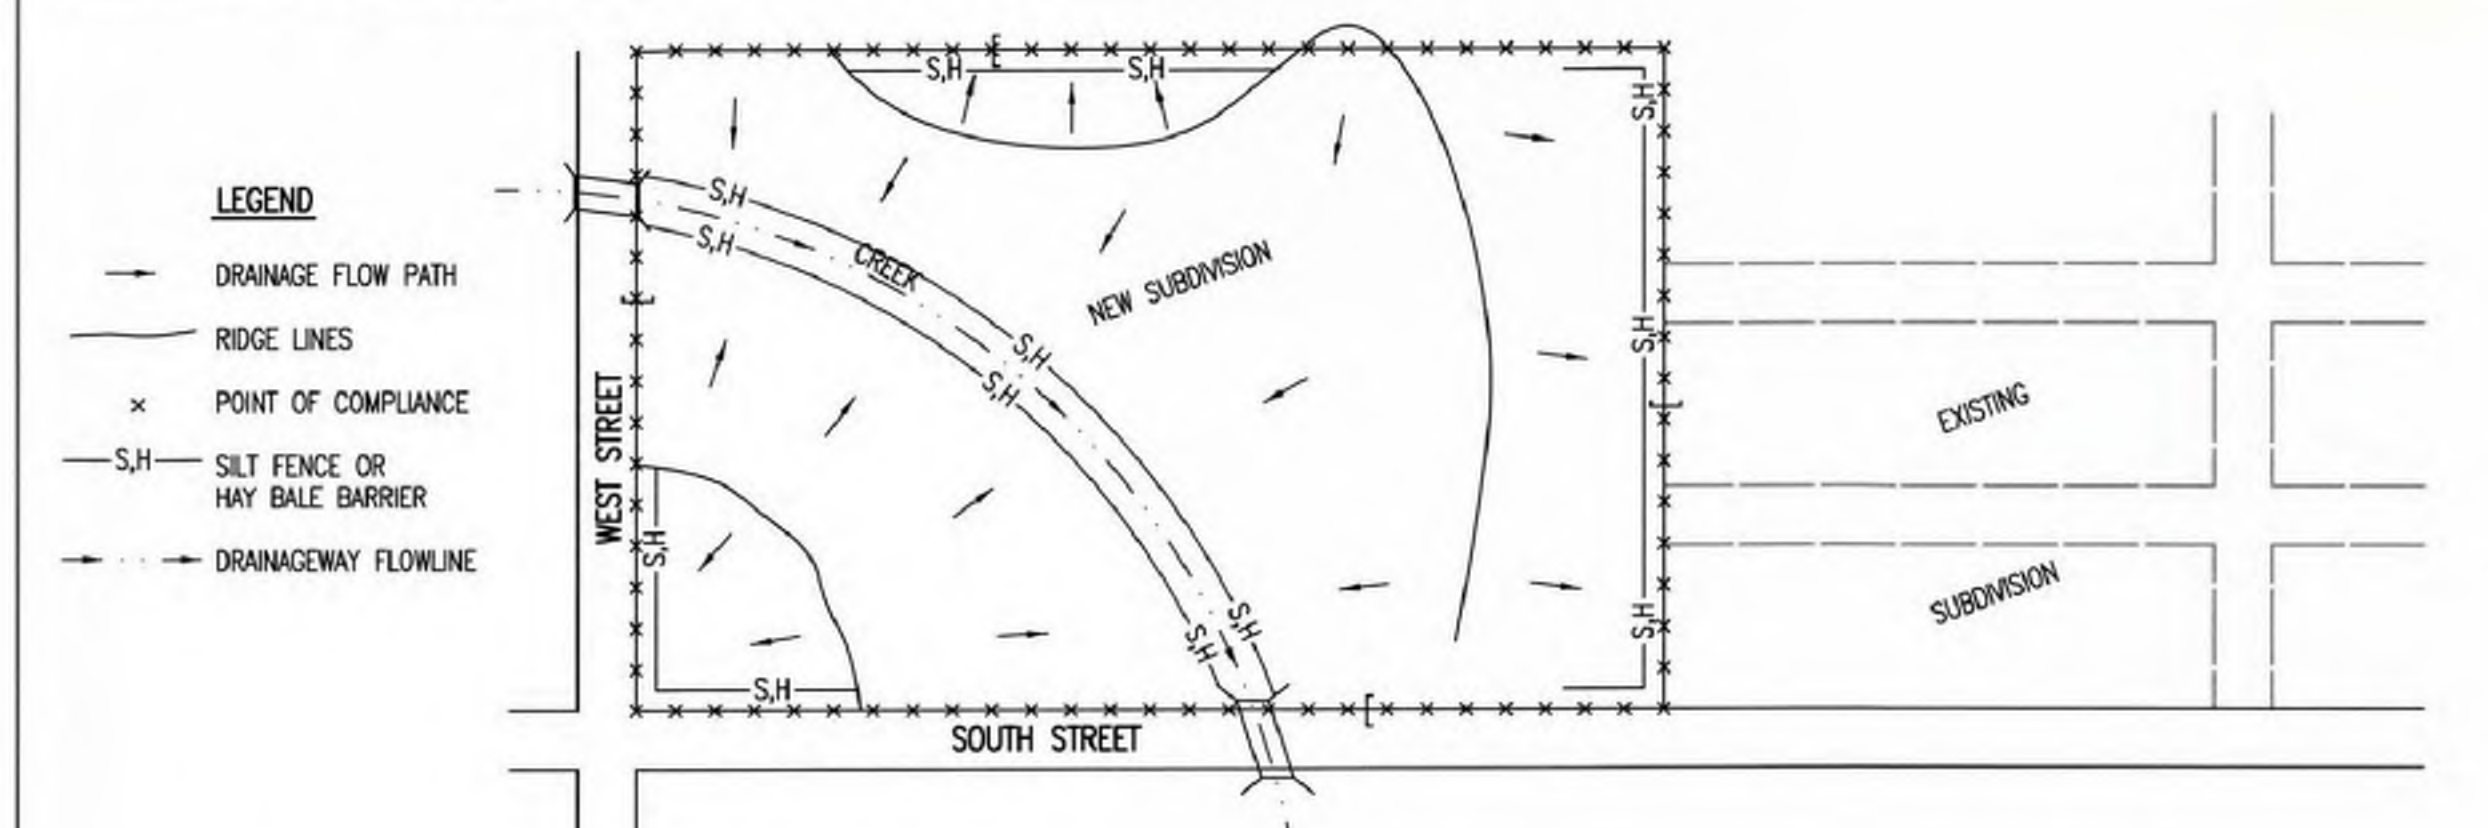 LEGEND
DRAINAGE FLOW PATH
RIDGE LINES
× POINT OF COMPLIANCE
S,H SILT FENCE OR
HAY BALE BARRIER
DRAINAGEWAY FLOWLINE
S,H
S,H
S,H
S,H
S,H
CREEK
NEW SUBDIVISION
S,H
S,H
S,H
WEST STREET
EXISTING
S,H
S,H
S,H
S,H
SUBDIVISION
S,H
S,H
SOUTH STREET